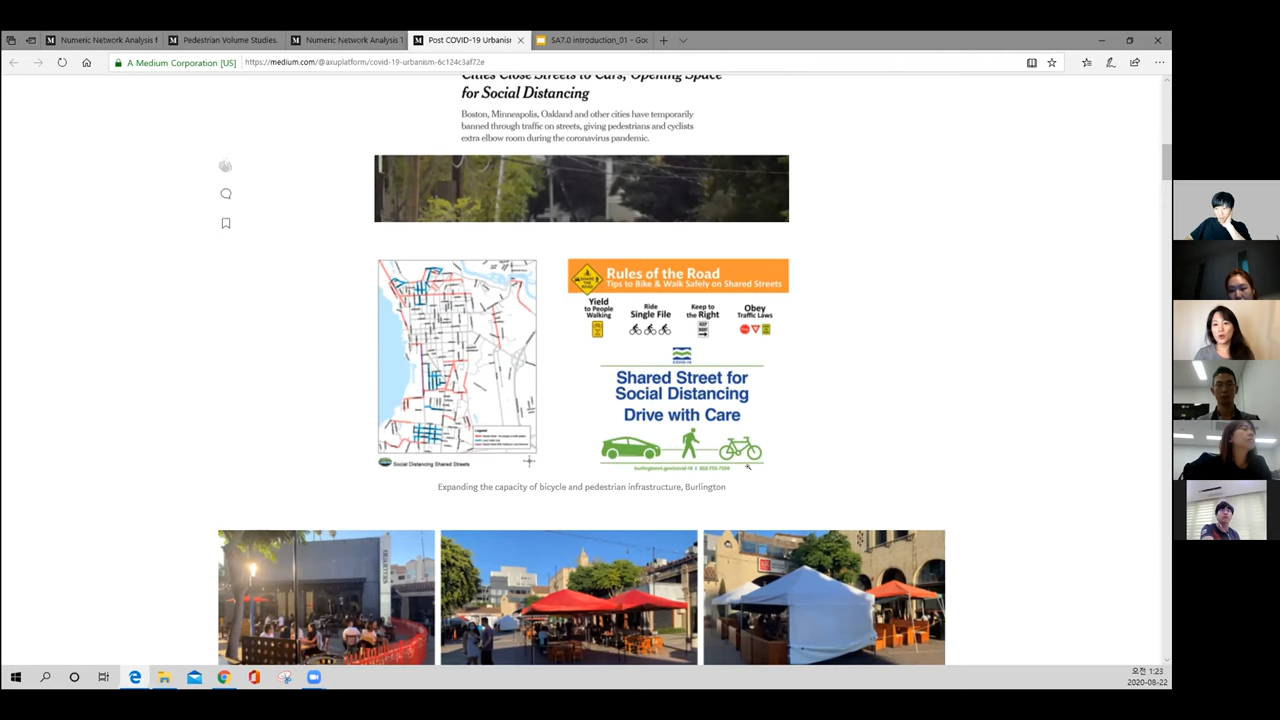 Numeric Network Analysis f
Pedestrian Volume Studies.
Numeric Network Analysis T
Post COVID-19 Urbanism
SA7.0 introduction_01 - Goo
A Medium Corporation [US]
https://medium.com/@axuplatform/covid-19-urbanism-6c124c3af72e
Cities Close Streets to Cars, Opening Space
for Social Distancing
Boston, Minneapolis, Oakland and other cities have temporarily
banned through traffic on streets, giving pedestrians and cyclists
extra elbow room during the coronavirus pandemic.
Rules of the Road
Tips to Bike & Walk Safely on Shared Streets
Yield
to People
Walking
Ride
Single File
Keep to
the Right
Obey
Traffic Laws
Shared Street for
Social Distancing
Drive with Care
Social Distancing Shared Streets
Expanding the capacity of bicycle and pedestrian infrastructure, Burlington
오전 1:23
2020-08-22